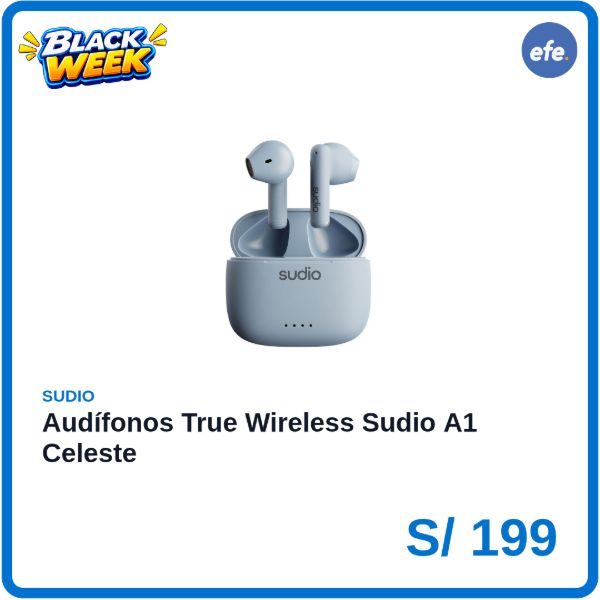 BLACK
WEEK
efe.
sudio
sudio
SUDIO
Audífonos True Wireless Sudio A1
Celeste
S/ 199